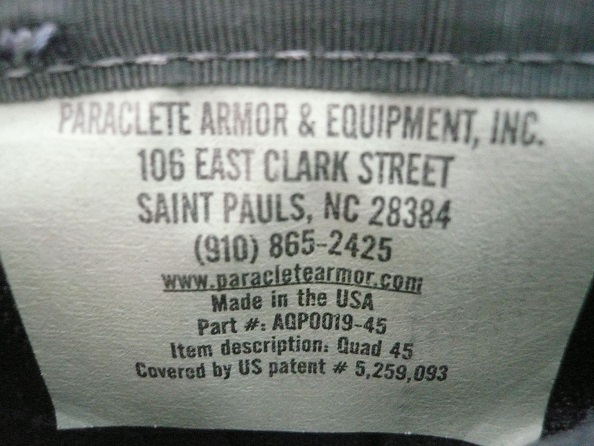 PARACLETE ARMOR & EQUIPMENT, INC.
106 EAST CLARK STREET
SAINT PAULS, NC 28384
(910) 865-2425
www.paracletearmor.com
Made in the USA
Part #: AQP0019-45
Item description: Quad 45
Covered by US patent # 5,259,093